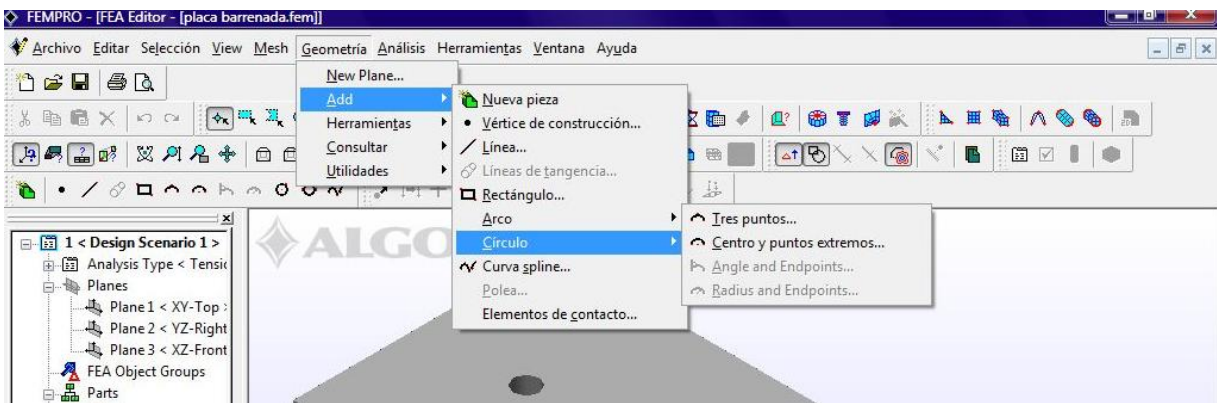 FEMPRO - [FEA Editor - [placa barrenada.fem]]
Archivo Editar Selección View Mesh Geometría Análisis Herramientas Ventana Ayuda
New Plane...
Add
Herramientas
Consultar
Utilidades
Nueva pieza
Vértice de construcción...
Línea...
Líneas de tangencia...
Rectángulo...
Arco
Círculo
Curva spline...
Polea...
Elementos de contacto...
Tres puntos...
Centro y puntos extremos...
Angle and Endpoints...
Radius and Endpoints...
1 < Design Scenario 1 >
Analysis Type < Tensió
Planes
Plane 1 < XY-Top >
Plane 2 < YZ-Right
Plane 3 < XZ-Front
FEA Object Groups
Parts
ALGO